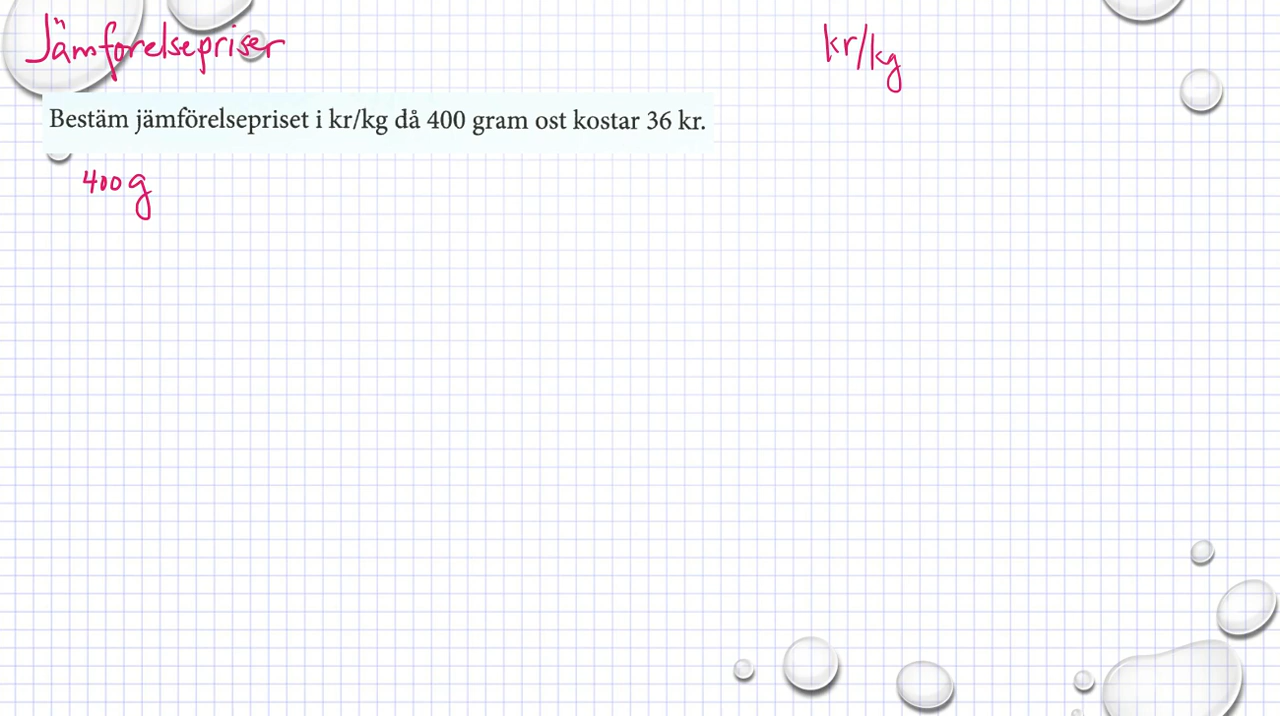 Jämförelsepriser
kr/kg
Bestäm jämförelsepriset i kr/kg då 400 gram ost kostar 36 kr.
400 g